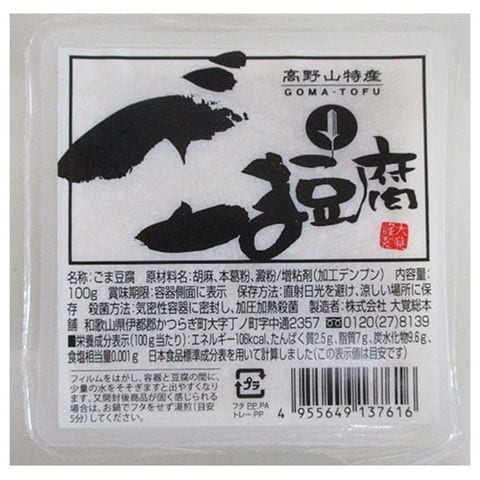 高野山特産
GOMA-TOFU
ごま豆腐
大覚
謹製
名称:ごま豆腐 原材料名:胡麻、本葛粉、澱粉/増粘剤(加工デンプン) 内容量:
100g 賞味期限:容器側面に表示 保存方法:直射日光を避け、涼しい場所に保
存 殺菌方法:気密性容器に密封し、加圧加熱殺菌 製造者:株式会社 大覚総本
舗 和歌山県伊都郡かつらぎ町大字丁ノ町字中通2357 ☎0120(27)8139
■栄養成分表示(100g当たり):エネルギー106kcal、たんぱく質2.5g、脂質7g、炭水化物9.6g、
食塩相当量0.001g 日本食品標準成分表を用いて計算しました(この表示値は目安です)
フィルムをはがし、容器と豆腐の間に、
少量の水をそそぎますと出やすくなり
ます。又開封後商品が固く感じられる
場合は、お鍋でフタをせず湯煎(目安
5分)してください。
プラ
フタ PP,PA
トレー PP
4 955649 137616